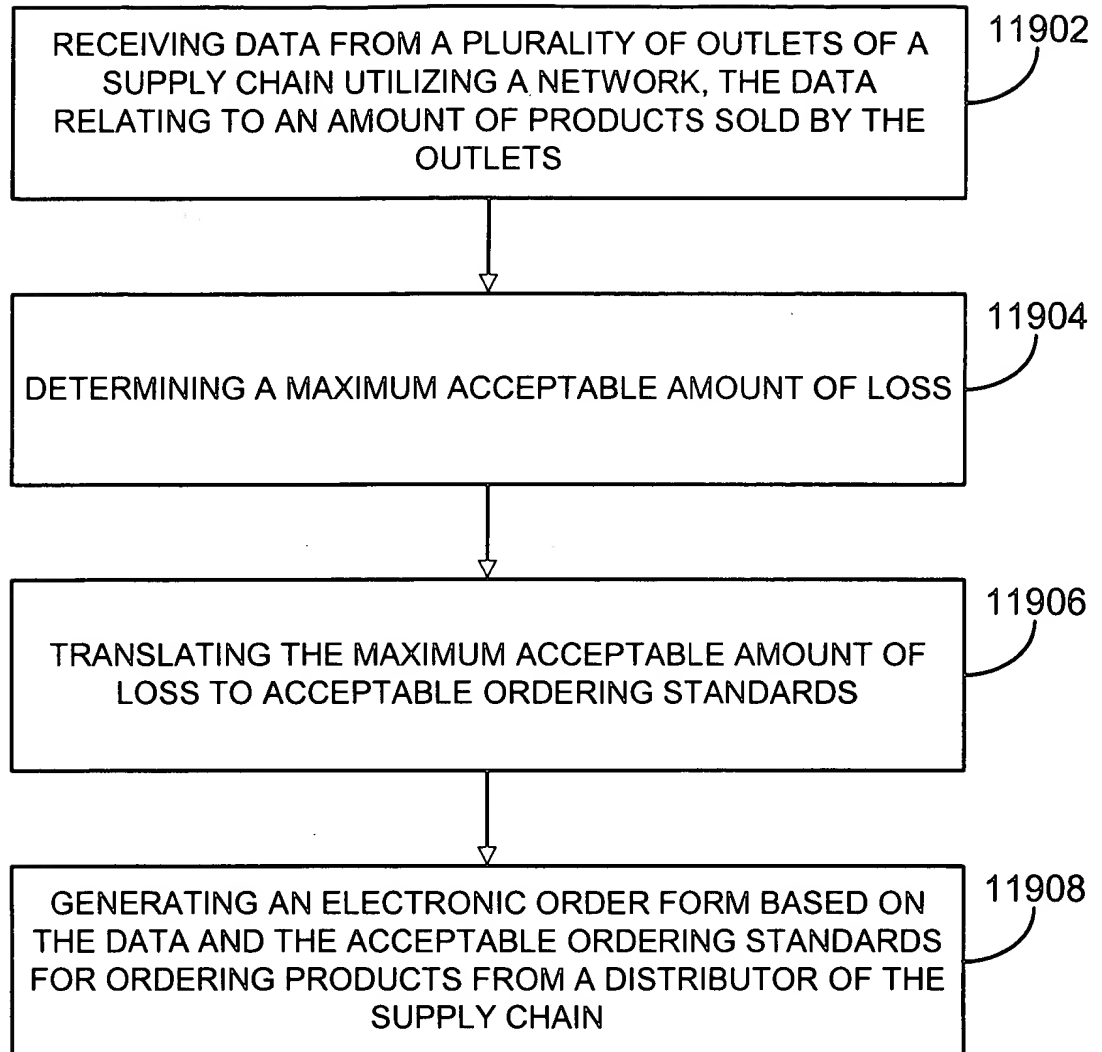 RECEIVING DATA FROM A PLURALITY OF OUTLETS OF A
SUPPLY CHAIN UTILIZING A NETWORK, THE DATA
RELATING TO AN AMOUNT OF PRODUCTS SOLD BY THE
OUTLETS
11902
DETERMINING A MAXIMUM ACCEPTABLE AMOUNT OF LOSS
11904
TRANSLATING THE MAXIMUM ACCEPTABLE AMOUNT OF
LOSS TO ACCEPTABLE ORDERING STANDARDS
11906
GENERATING AN ELECTRONIC ORDER FORM BASED ON
THE DATA AND THE ACCEPTABLE ORDERING STANDARDS
FOR ORDERING PRODUCTS FROM A DISTRIBUTOR OF THE
SUPPLY CHAIN
11908